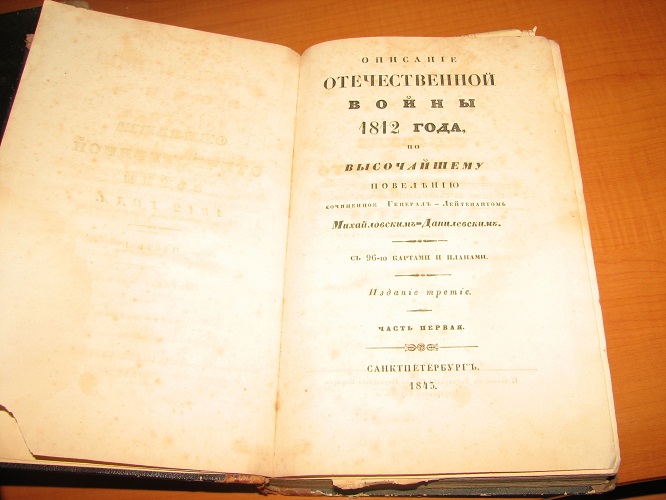 ОПИСАНІЕ
ОТЕЧЕСТВЕННОЙ
ВОЙНЫ
1812 ГОДА,
ПО
ВЫСОЧАЙШЕМУ
ПОВЕЛѢНІЮ
СОЧИНЕННОЕ ГЕНЕРАЛЪ-ЛЕЙТЕНАНТОМЪ
Михайловскимъ=Данилевскимъ.
СЪ 96-Ю КАРТАМИ И ПЛАНАМИ.
Изданіе третіе.
ЧАСТЬ ПЕРВАЯ.
САНКТПЕТЕРБУРГЪ.
1843.